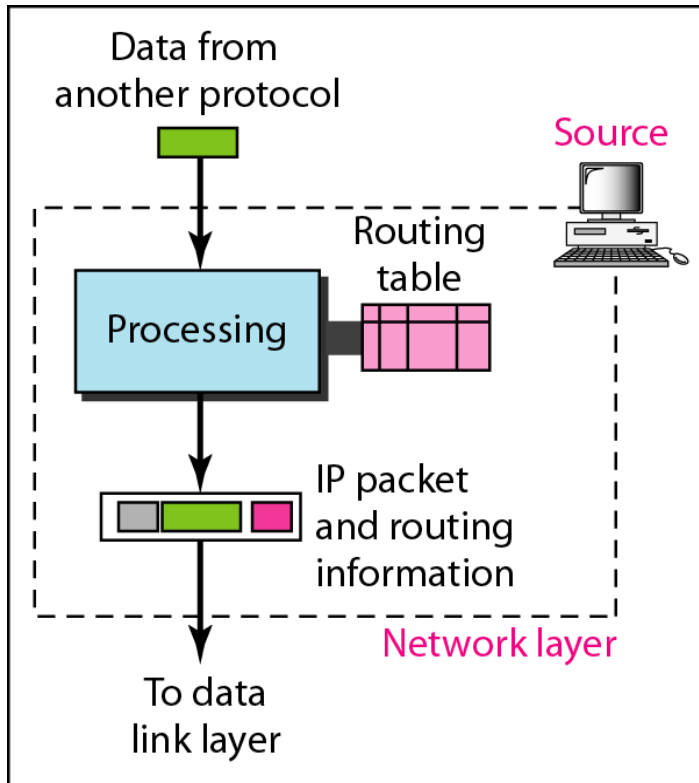 Data from
another protocol
Source
Routing
table
Processing
IP packet
and routing
information
Network layer
To data
link layer